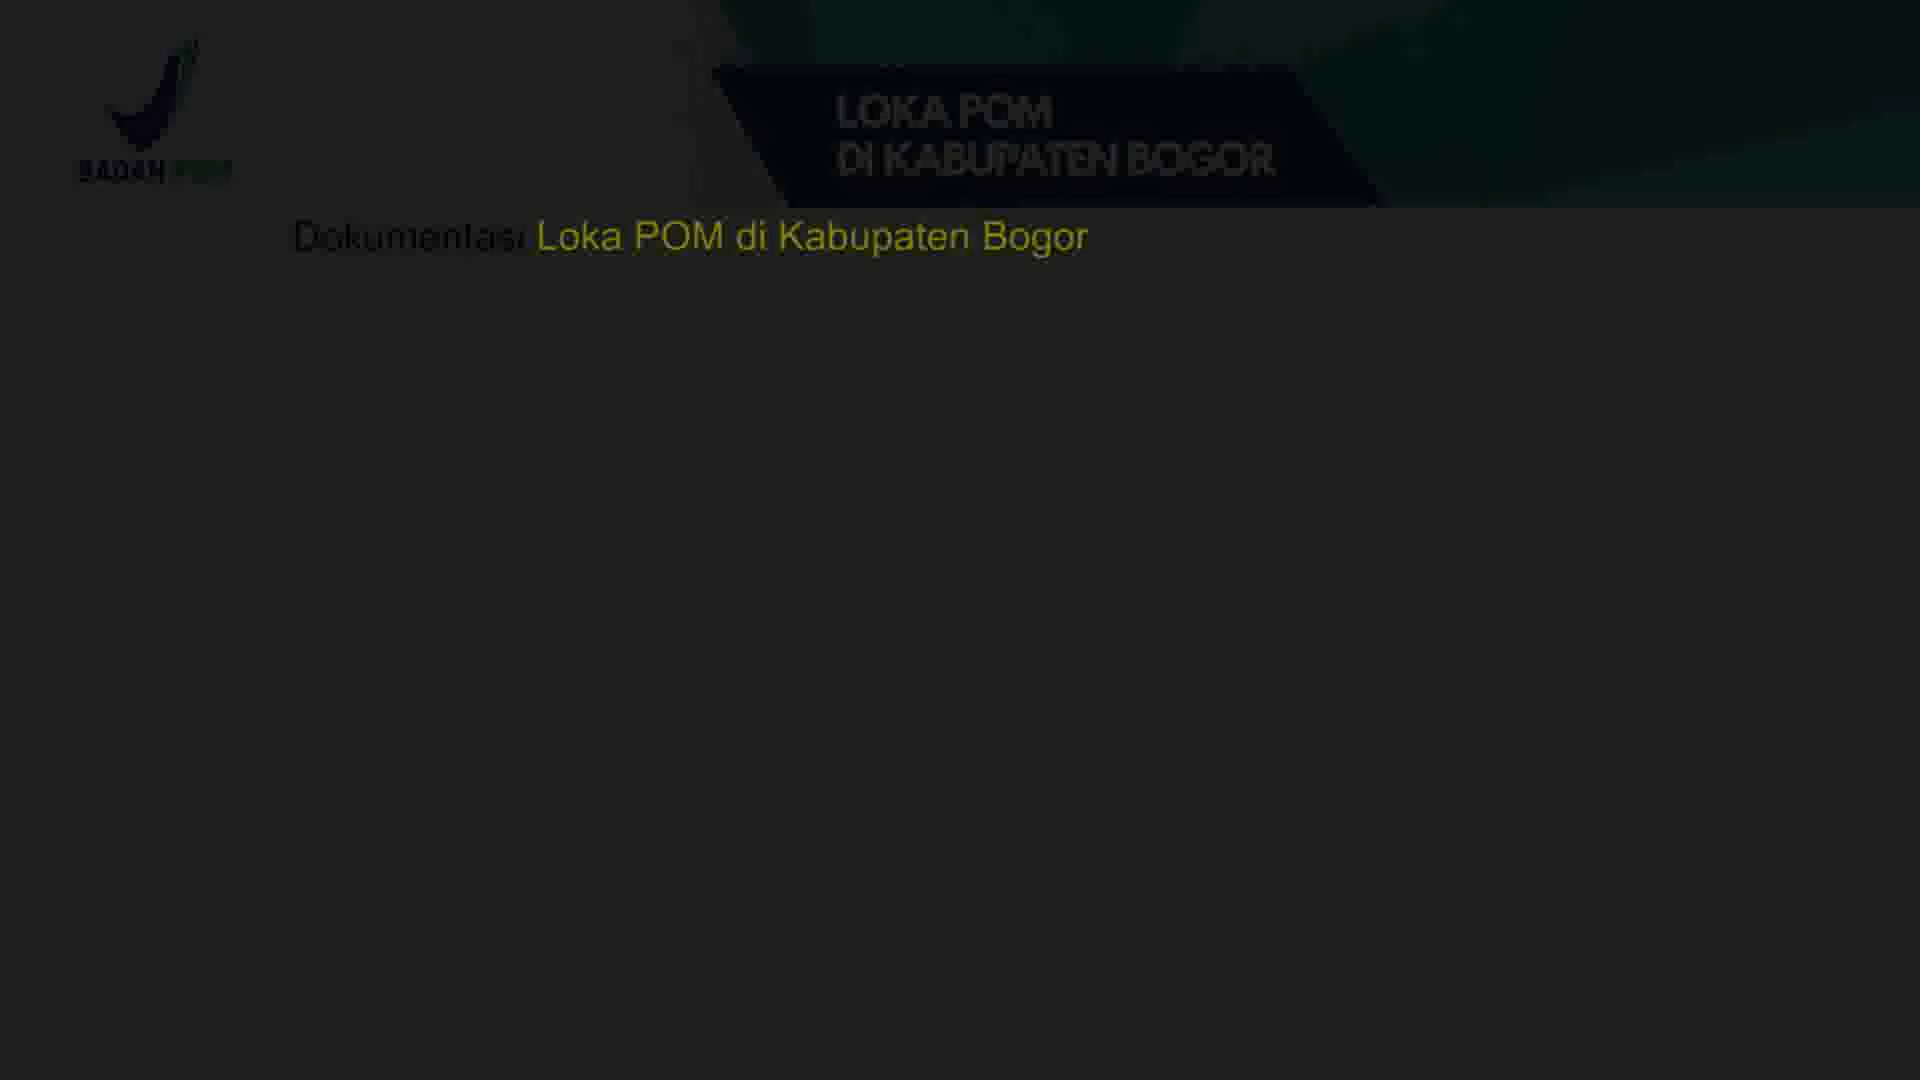 BADAN POM
LOKA POM
DI KABUPATEN BOGOR
Dokumentasi Loka POM di Kabupaten Bogor